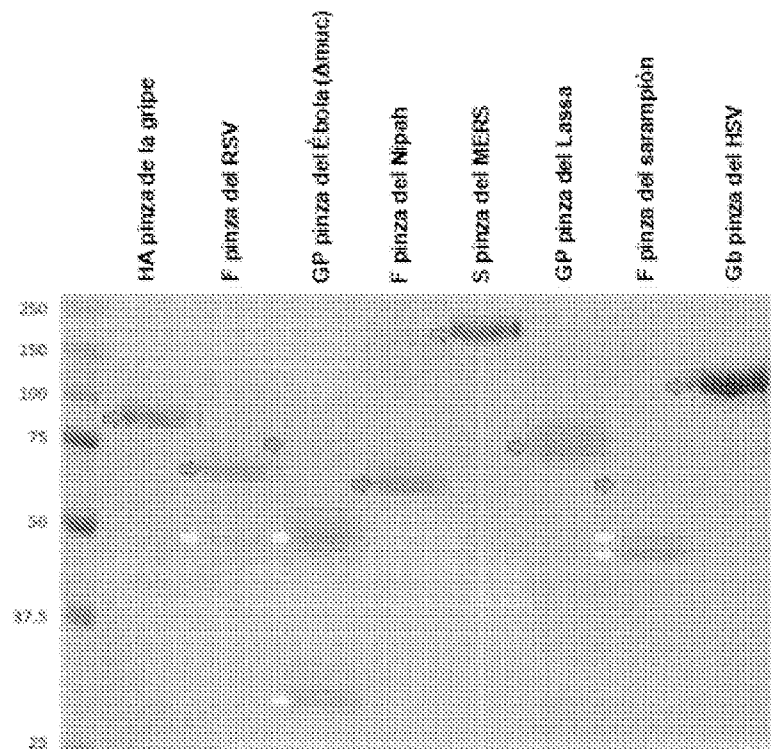 HA pinza de la gripe
F pinza del RSV
GP pinza del Ébola (Δmuc)
F pinza del Nipah
S pinza del MERS
GP pinza del Lassa
F pinza del sarampión
Gb pinza del HSV
250
150
100
75
50
37.5
25